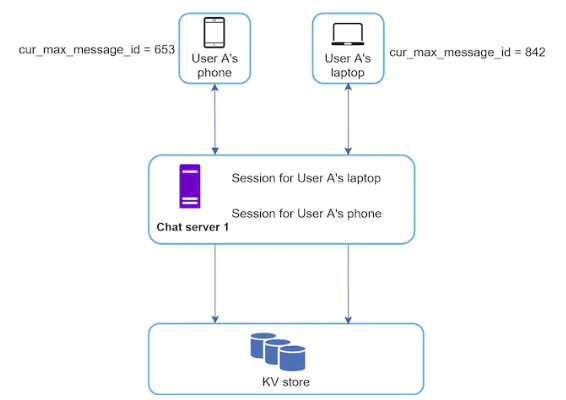 cur_max_message_id = 653
User A's
phone
User A's
laptop
cur_max_message_id = 842
Session for User A's laptop
Session for User A's phone
Chat server 1
KV store